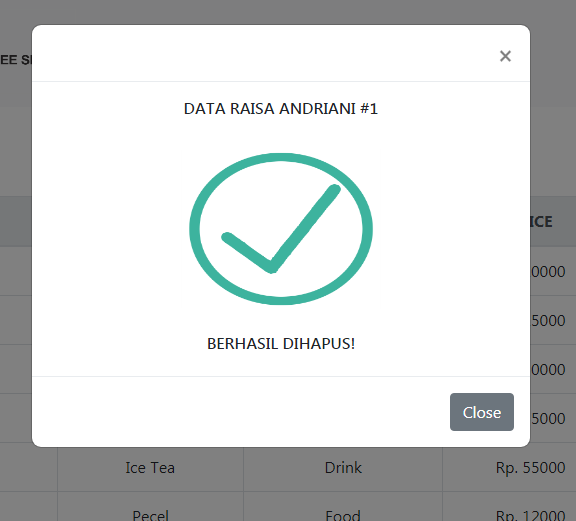 EE S
×
DATA RAISA ANDRIANI #1
BERHASIL DIHAPUS!
Close
ICE
0000
5000
0000
5000
Ice Tea Drink Rp. 55000
Pecel Food Rp. 12000